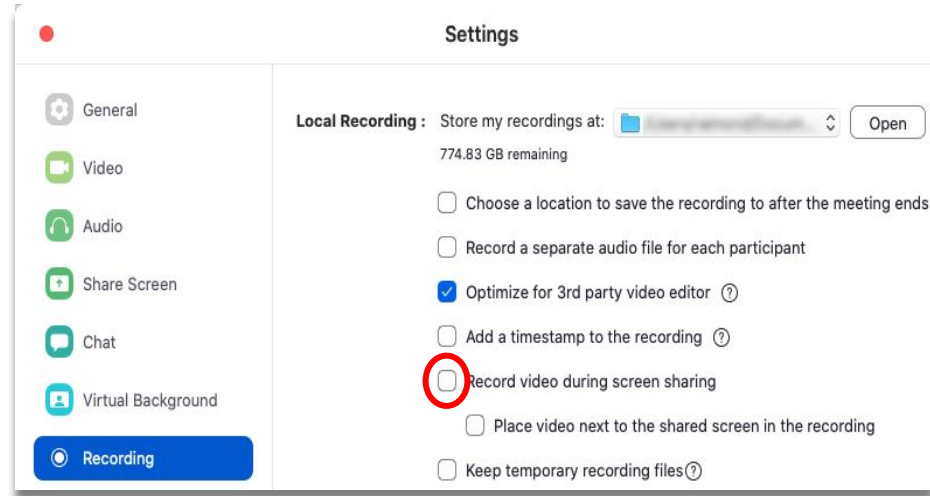 Settings
General
Video
Audio
Share Screen
Chat
Virtual Background
Recording
Local Recording : Store my recordings at: Open
774.83 GB remaining
Choose a location to save the recording to after the meeting ends
Record a separate audio file for each participant
Optimize for 3rd party video editor ?
Add a timestamp to the recording ?
Record video during screen sharing
Place video next to the shared screen in the recording
Keep temporary recording files ?